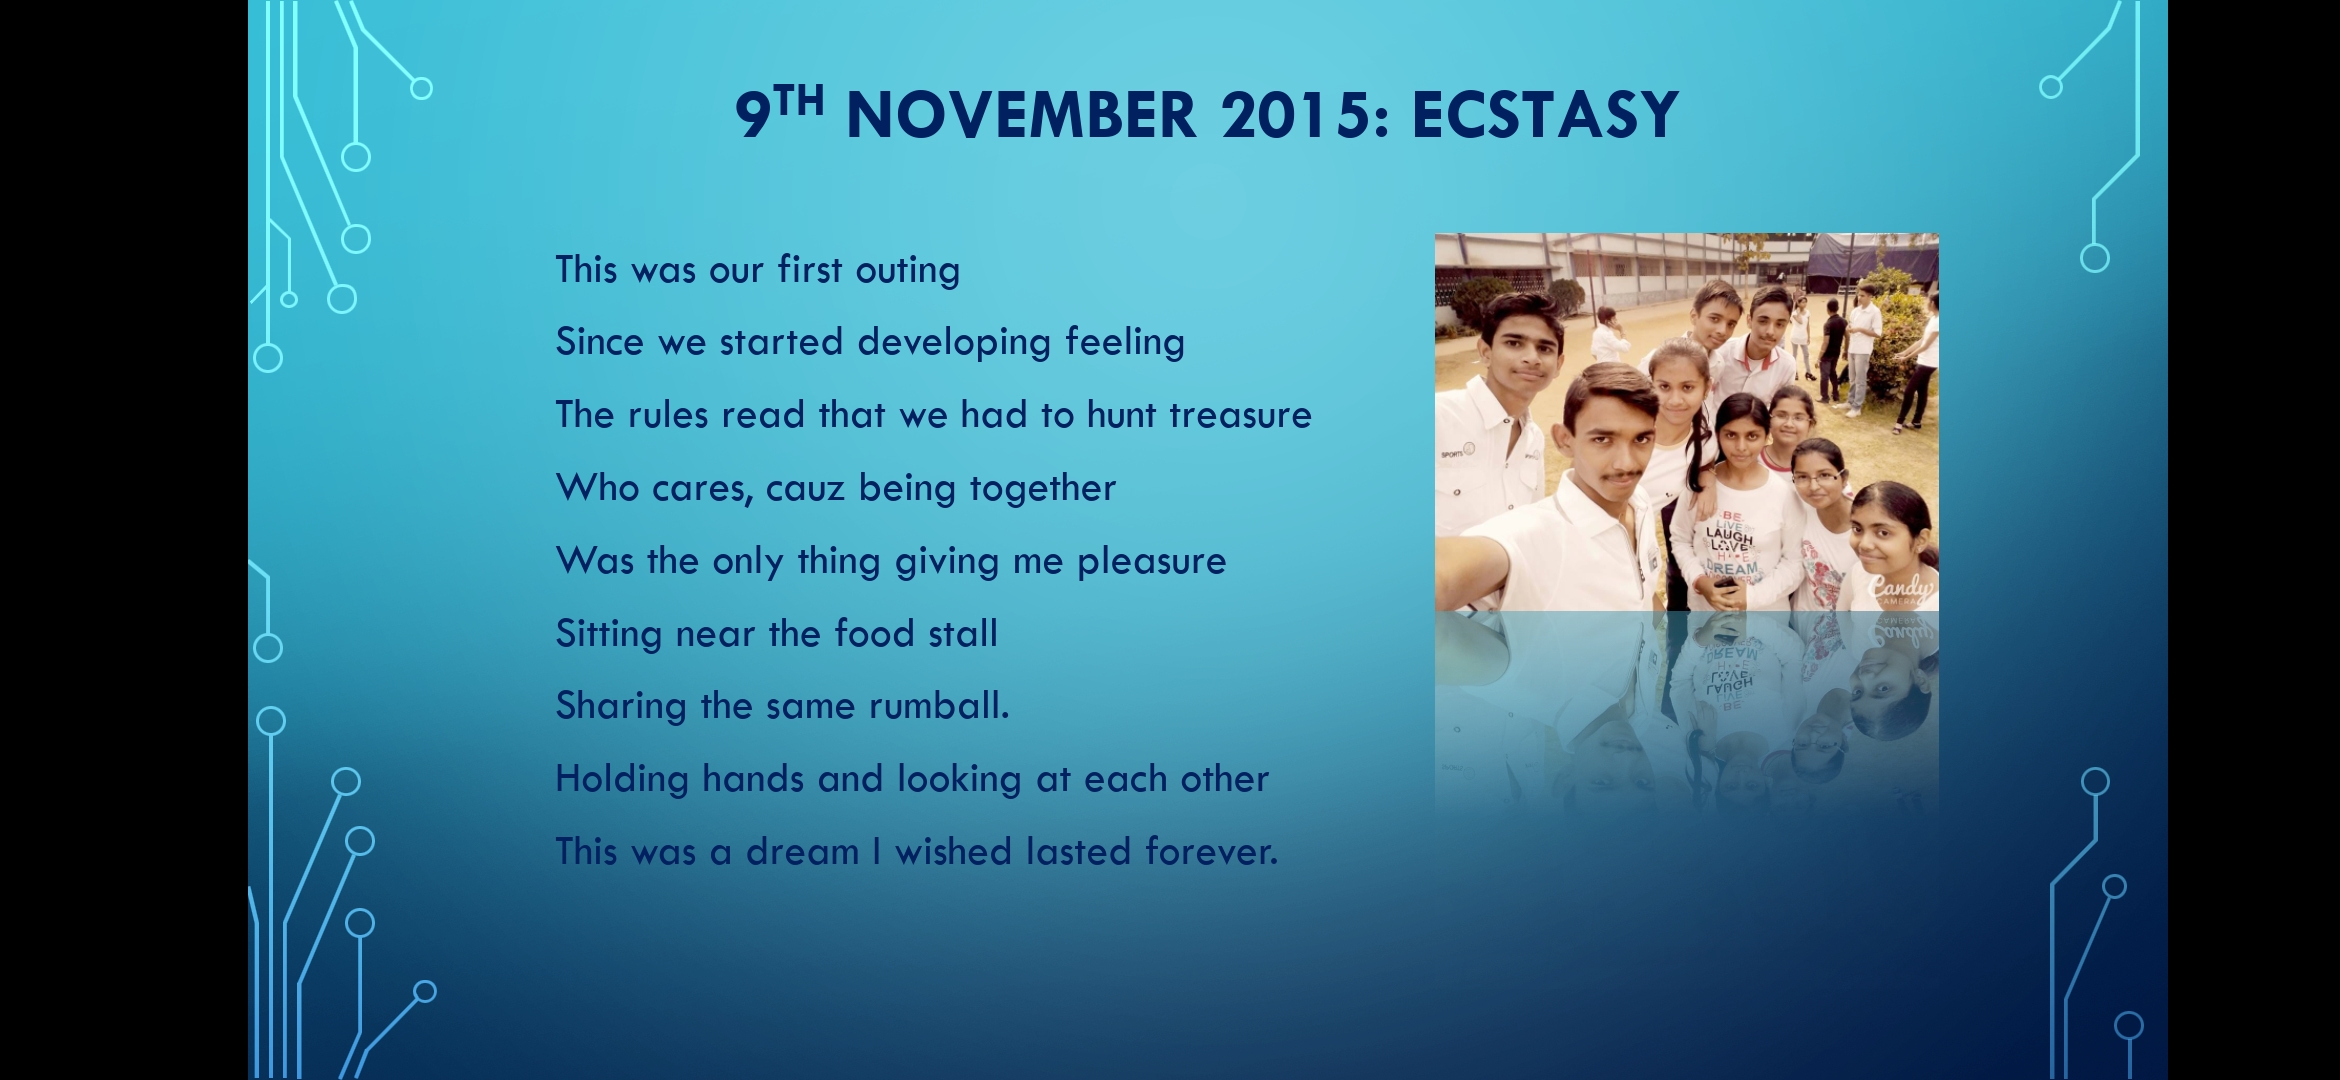 9TH NOVEMBER 2015: ECSTASY
This was our first outing
Since we started developing feeling
The rules read that we had to hunt treasure
Who cares, cauz being together
Was the only thing giving me pleasure
Sitting near the food stall
Sharing the same rumball.
Holding hands and looking at each other
This was a dream I wished lasted forever.
SPORTS
BE
LIVE
LAUGH
LOVE
HOPE
DREAM
Candy
CAMERA